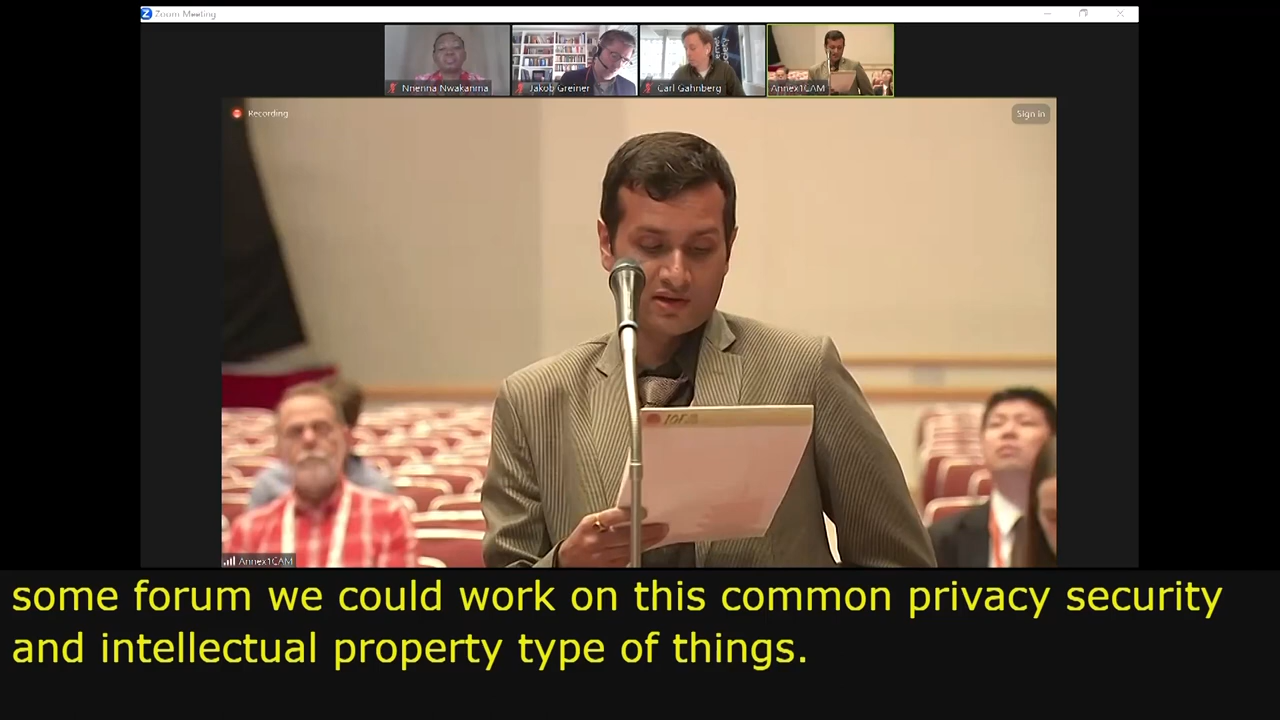 Zoom Meeting
Nnenna Nwakanma
Jakob Greiner
Carl Gahnberg
Annex1CAM
Recording
Sign in
Annex1CAM
some forum we could work on this common privacy security
and intellectual property type of things.